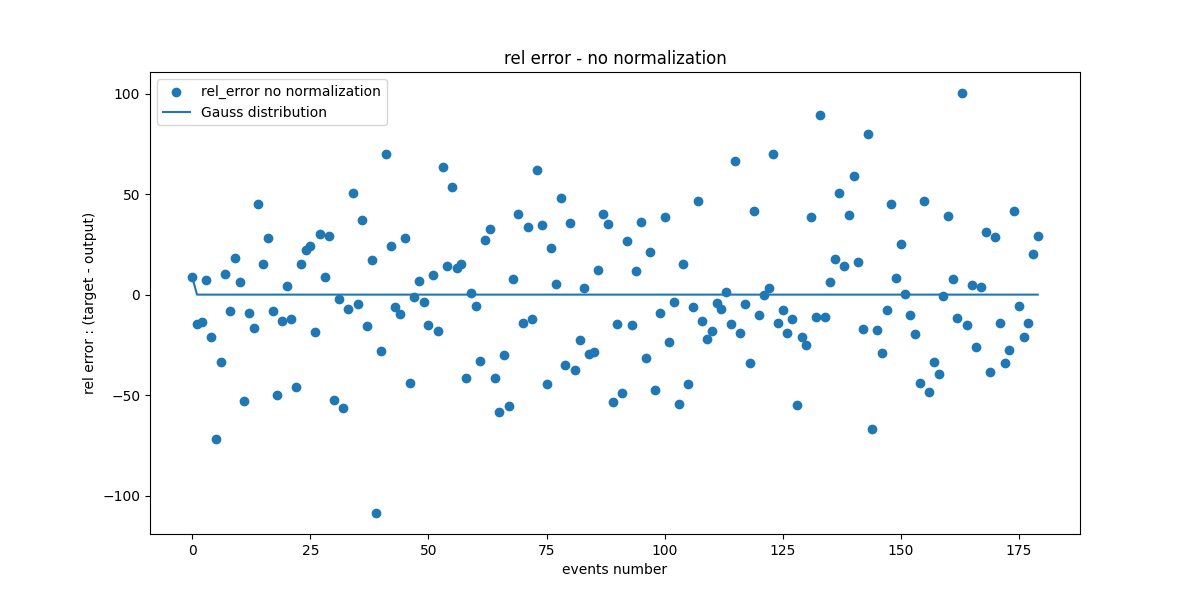 rel error - no normalization
rel_error no normalization
Gauss distribution
rel error : (target - output)
100
50
0
−50
−100
0 25 50 75 100 125 150 175
events number